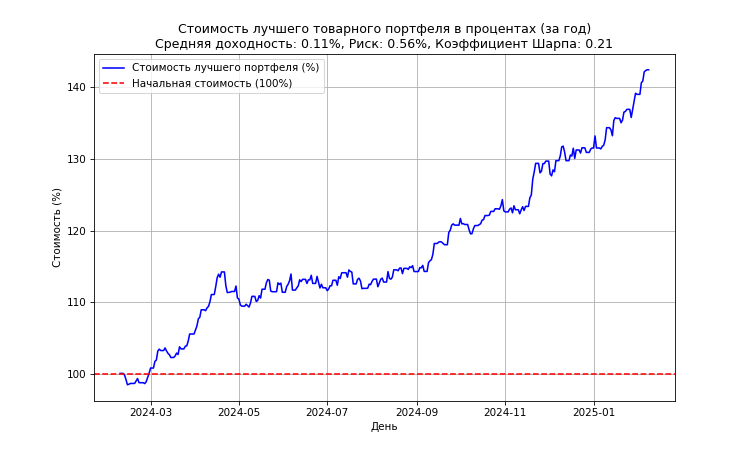 Стоимость лучшего товарного портфеля в процентах (за год)
Средняя доходность: 0.11%, Риск: 0.56%, Коэффициент Шарпа: 0.21
Стоимость лучшего портфеля (%)
Начальная стоимость (100%)
Стоимость (%)
140
130
120
110
100
2024-03
2024-05
2024-07
2024-09
2024-11
2025-01
День